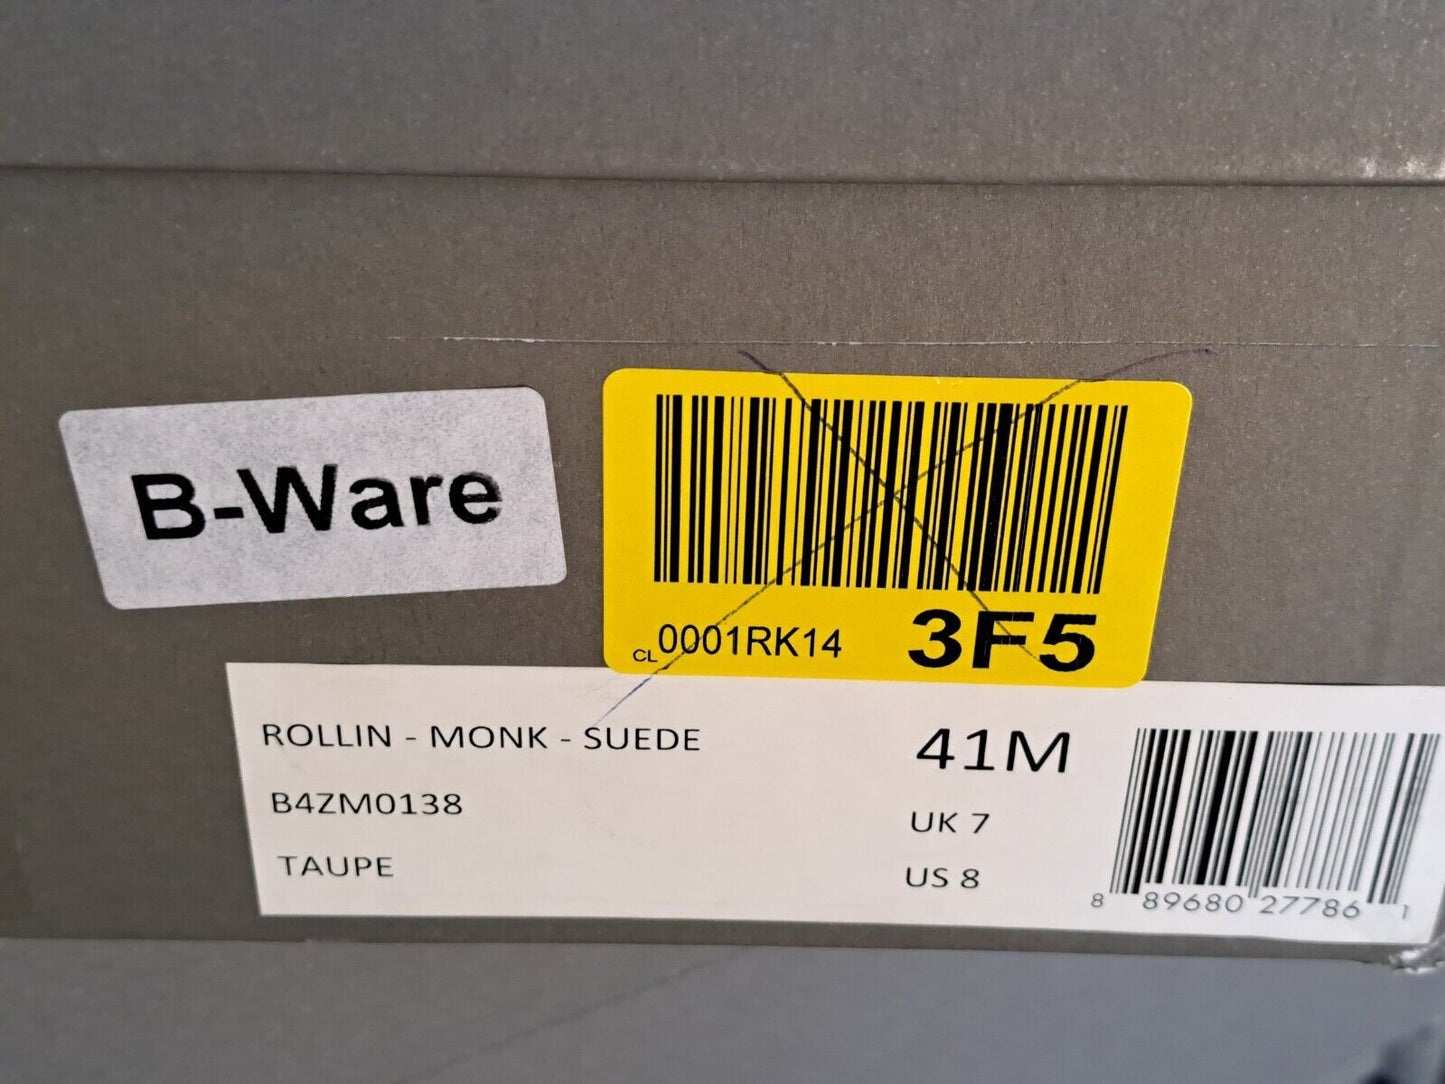 B-Ware
CL0001RK14 3F5
ROLLIN - MONK - SUEDE 41M
B4ZM0138 UK 7
TAUPE US 8
8 89680 27786 1